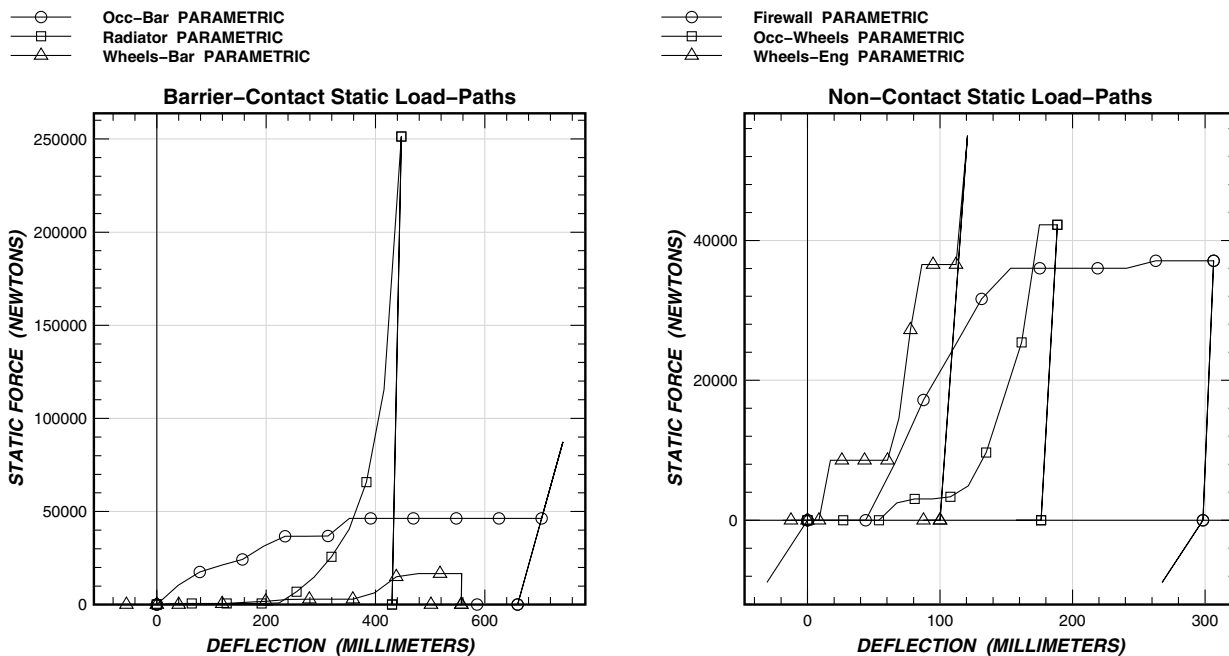 Occ-Bar PARAMETRIC
Radiator PARAMETRIC
Wheels-Bar PARAMETRIC
Barrier-Contact Static Load-Paths
STATIC FORCE (NEWTONS)
250000
200000
150000
100000
50000
0
0 200 400 600
DEFLECTION (MILLIMETERS)
Firewall PARAMETRIC
Occ-Wheels PARAMETRIC
Wheels-Eng PARAMETRIC
Non-Contact Static Load-Paths
STATIC FORCE (NEWTONS)
40000
20000
0
0 100 200 300
DEFLECTION (MILLIMETERS)